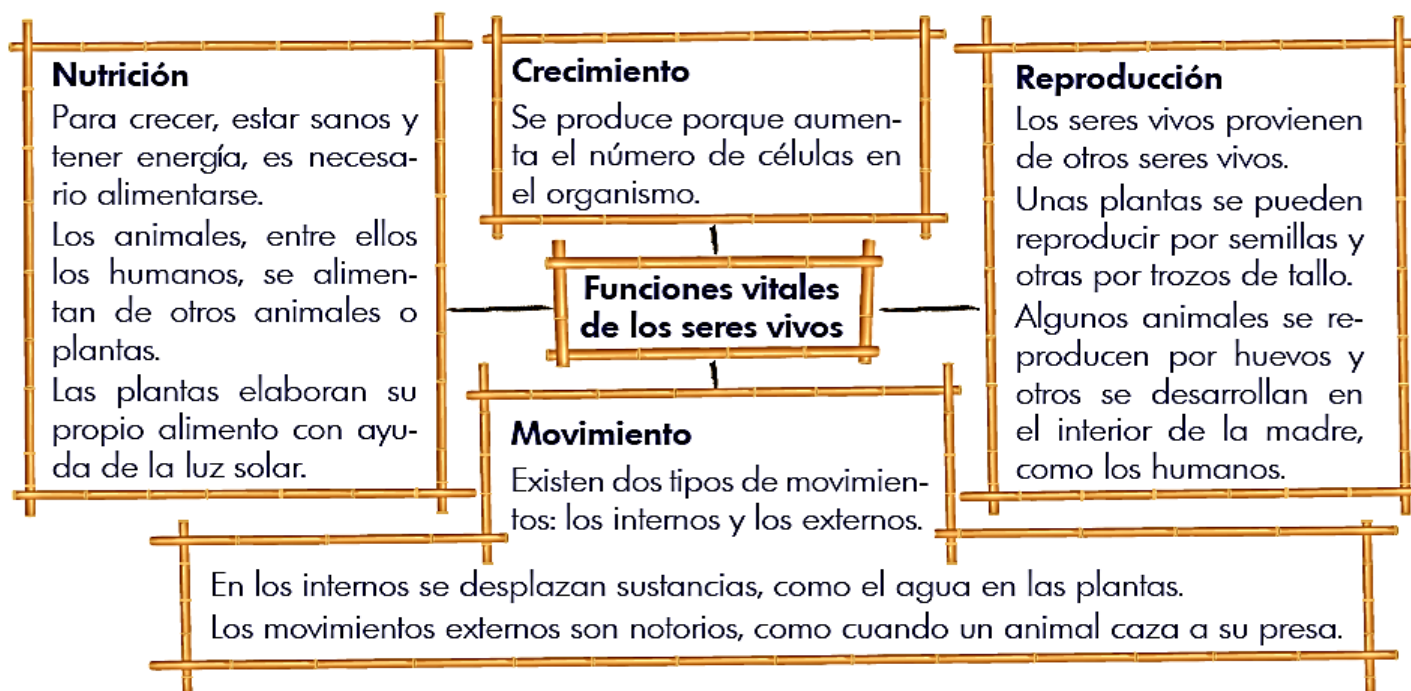 Nutrición
Para crecer, estar sanos y
tener energía, es necesa-
rio alimentarse.
Los animales, entre ellos
los humanos, se alimen-
tan de otros animales o
plantas.
Las plantas elaboran su
propio alimento con ayu-
da de la luz solar.
Crecimiento
Se produce porque aumen-
ta el número de células en
el organismo.
Reproducción
Los seres vivos provienen
de otros seres vivos.
Unas plantas se pueden
reproducir por semillas y
otras por trozos de tallo.
Algunos animales se re-
producen por huevos y
otros se desarrollan en
el interior de la madre,
como los humanos.
Funciones vitales
de los seres vivos
Movimiento
Existen dos tipos de movimien-
tos: los internos y los externos.
En los internos se desplazan sustancias, como el agua en las plantas.
Los movimientos externos son notorios, como cuando un animal caza a su presa.